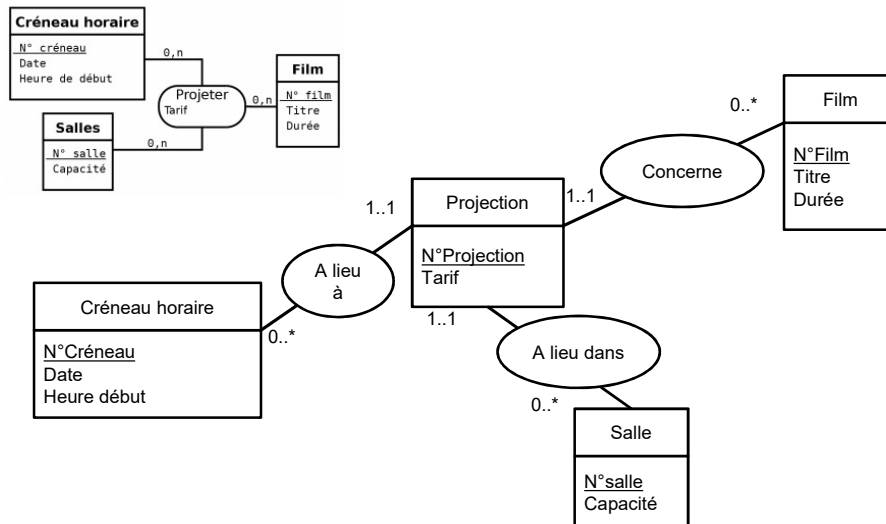 Créneau horaire
N° créneau
Date
Heure de début
0,n
Projeter
Tarif
0,n
Film
N° film
Titre
Durée
Salles
N° salle
Capacité
0,n
Film
N°Film
Titre
Durée
0..*
Concerne
1..1
Projection
N°Projection
Tarif
1..1
A lieu
à
Créneau horaire
N°Créneau
Date
Heure début
0..*
1..1
A lieu dans
0..*
Salle
N°salle
Capacité